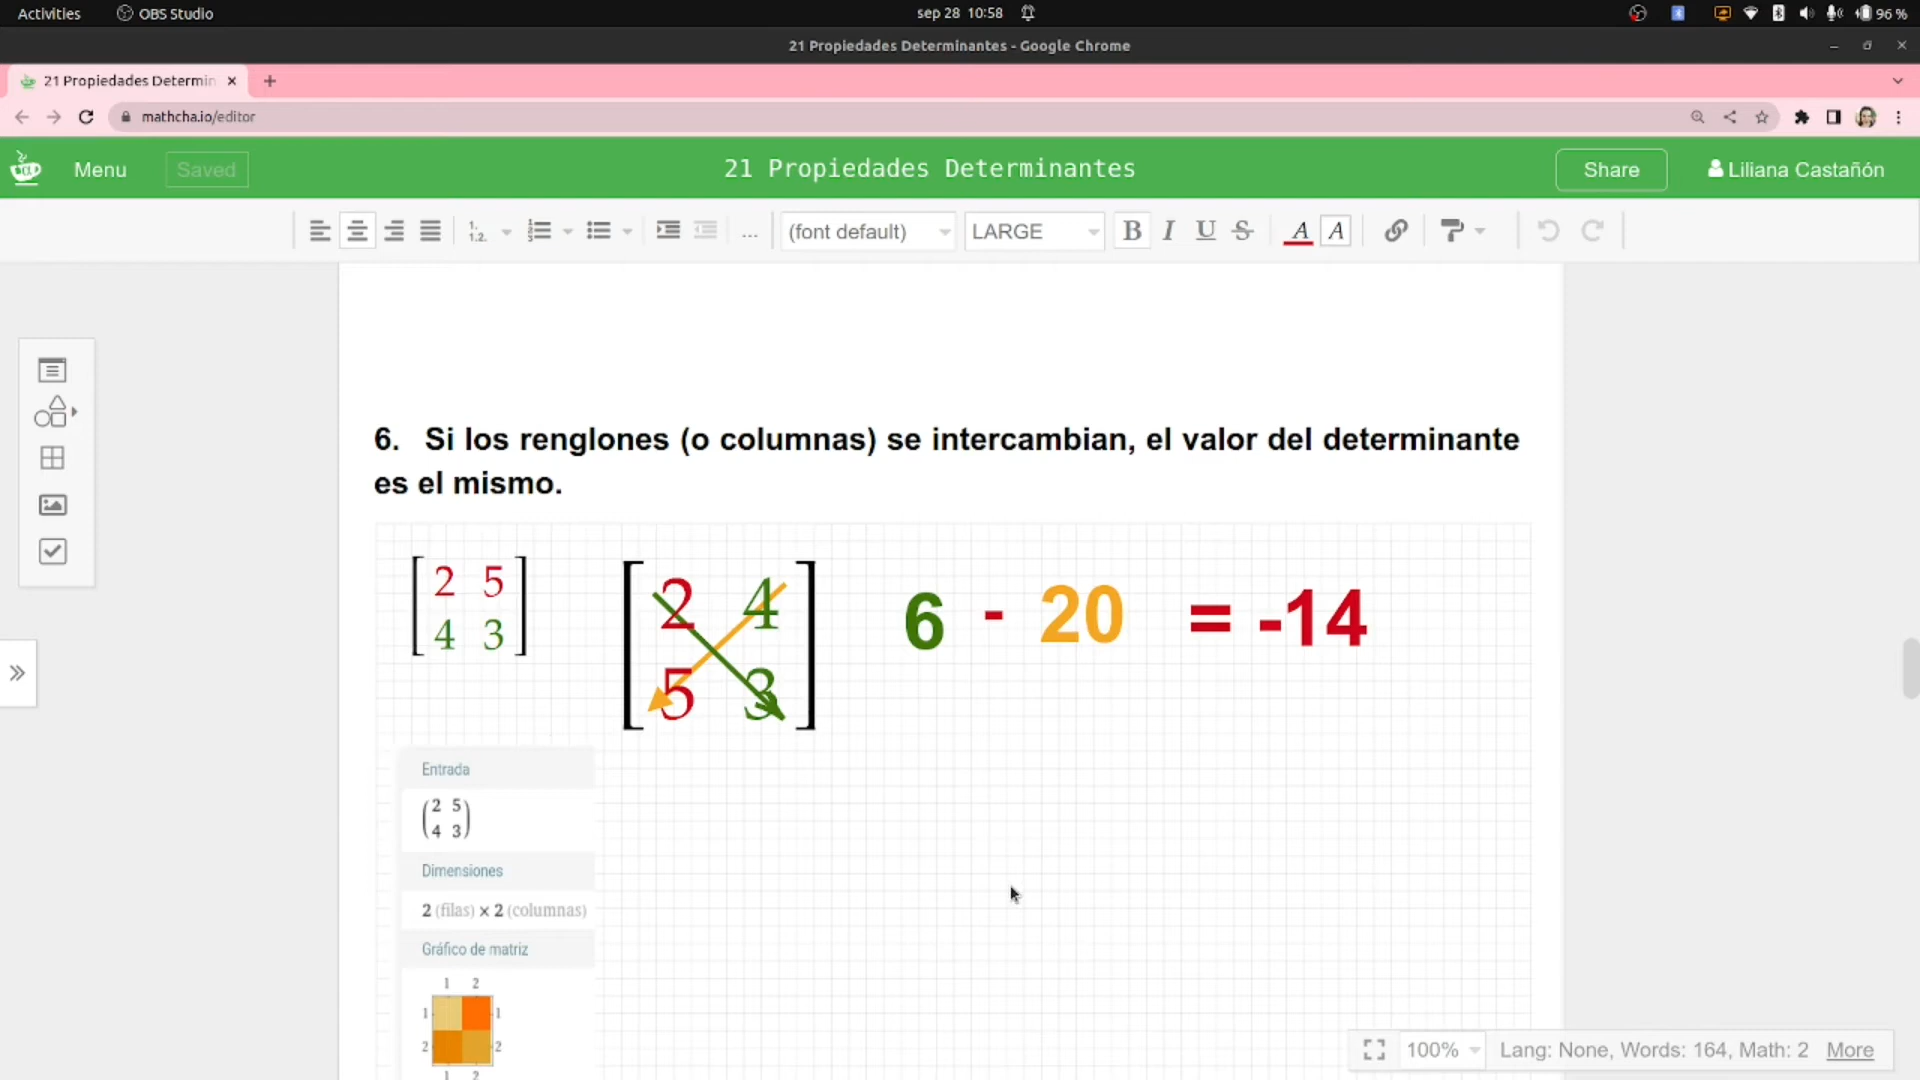 Activities
OBS Studio
sep 28 10:58
96 %
21 Propiedades Determinantes - Google Chrome
21 Propiedades Determin
mathcha.io/editor
Menu
Saved
21 Propiedades Determinantes
Share
Liliana Castañón
(font default)
LARGE
B I U S A A
6. Si los renglones (o columnas) se intercambian, el valor del determinante
es el mismo.
2 5
4 3
2 4
5 3
6 - 20 = -14
Entrada
2 5
4 3
Dimensiones
2 (filas) × 2 (columnas)
Gráfico de matriz
1 2
1 1
2 2
1 2
100%
Lang: None, Words: 164, Math: 2 More